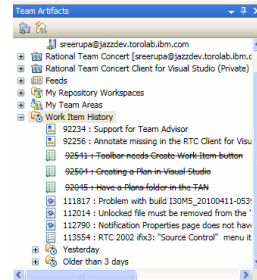 Team Artifacts
sreerupa@jazzdev.torolab.ibm.com
Rational Team Concert [sreerupa@jazzdev.torolab.ibm.c
Rational Team Concert Client for Visual Studio (Private)
Feeds
My Repository Workspaces
My Team Areas
Work Item History
92234 : Support for Team Advisor
92256 : Annotate missing in the RTC Client for Visu
92541 : Toolbar needs Create Work Item button
92504 : Creating a Plan in Visual Studio
92045 : Have a Plans folder in the TAN
111817 : Problem with build I30M5_20100411-053
112014 : Unlocked file must be removed from the "
112790 : Notification Properties page does not have
113554 : RTC 2002 ifix3: "Source Control" menu it
Yesterday
Older than 3 days